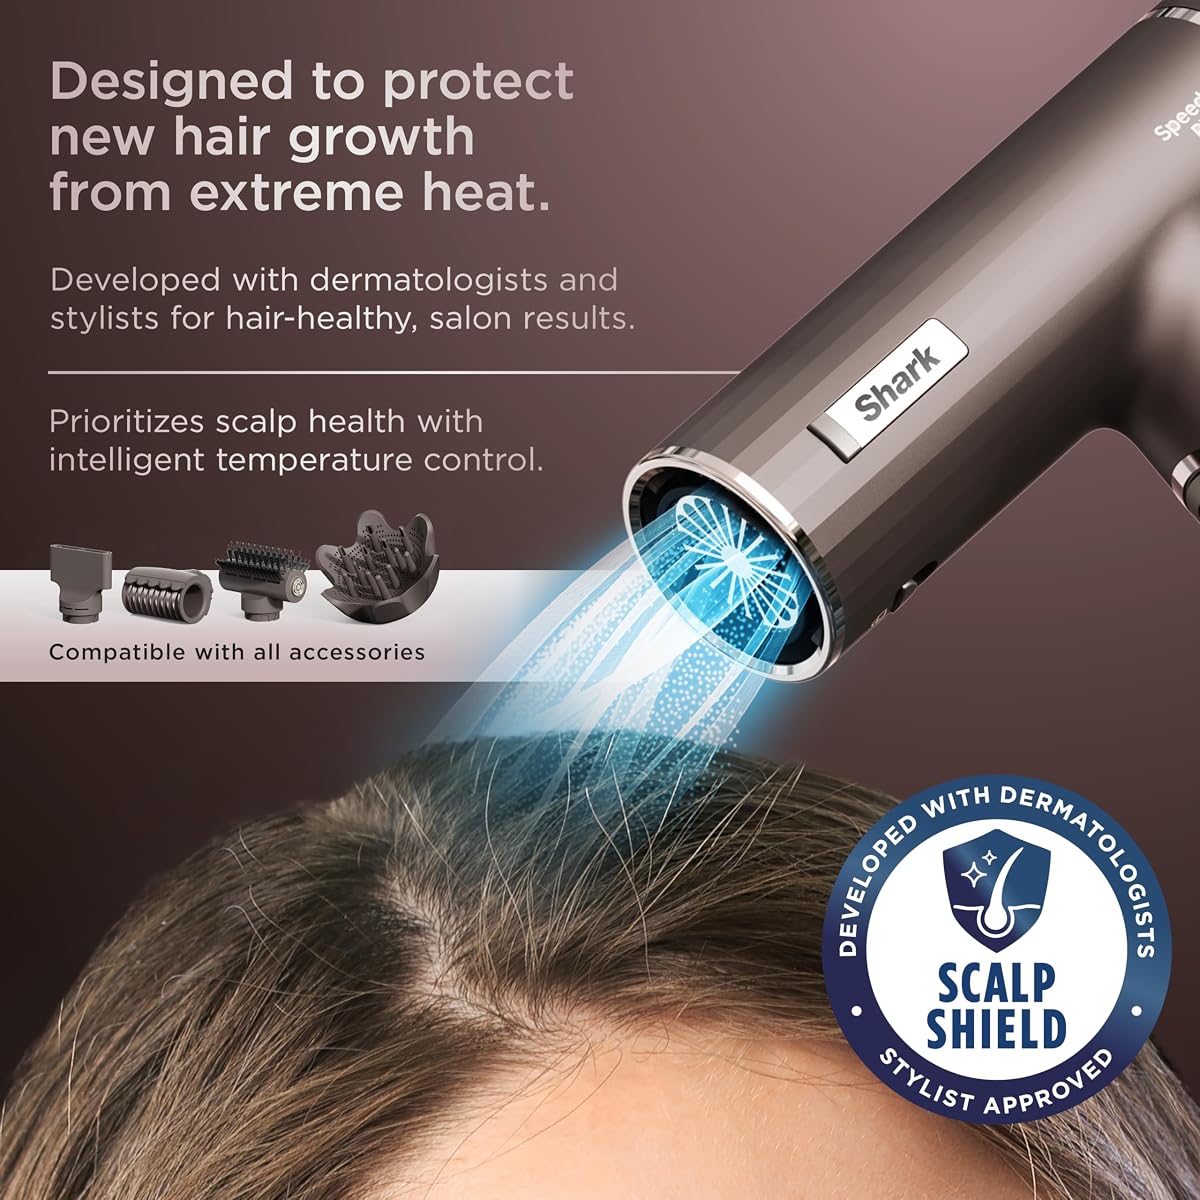 Designed to protect
new hair growth
from extreme heat.
Developed with dermatologists and
stylists for hair-healthy, salon results.
Prioritizes scalp health with
intelligent temperature control.
Compatible with all accessories
Shark
DEVELOPED WITH DERMATOLOGISTS
SCALP
SHIELD
STYLIST APPROVED